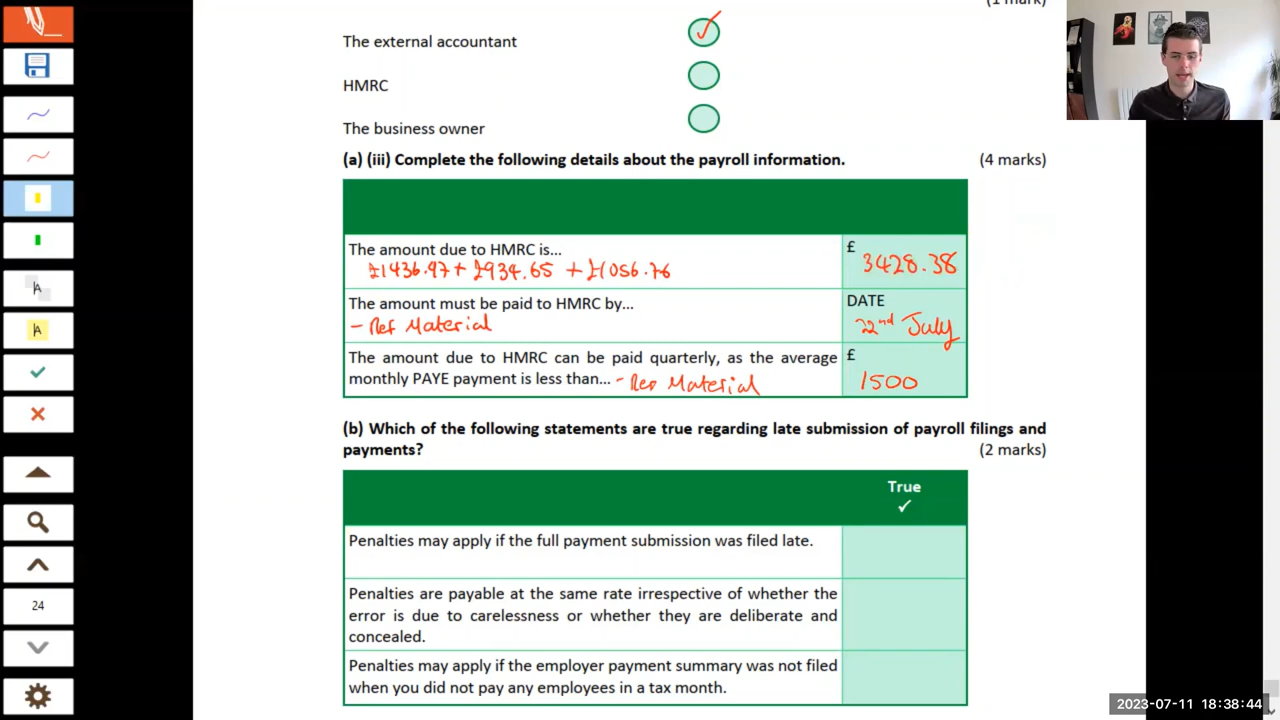 (1 mark)
The external accountant
HMRC
The business owner
(a) (iii) Complete the following details about the payroll information. (4 marks)
The amount due to HMRC is...
£1436.97 + £934.65 + £1056.76
£
3428.38
The amount must be paid to HMRC by...
- Ref Material
DATE
22nd July
The amount due to HMRC can be paid quarterly, as the average
monthly PAYE payment is less than... - Ref Material
£
1500
(b) Which of the following statements are true regarding late submission of payroll filings and
payments? (2 marks)
True
✓
Penalties may apply if the full payment submission was filed late.
Penalties are payable at the same rate irrespective of whether the
error is due to carelessness or whether they are deliberate and
concealed.
Penalties may apply if the employer payment summary was not filed
when you did not pay any employees in a tax month.
24
2023-07-11 18:38:44